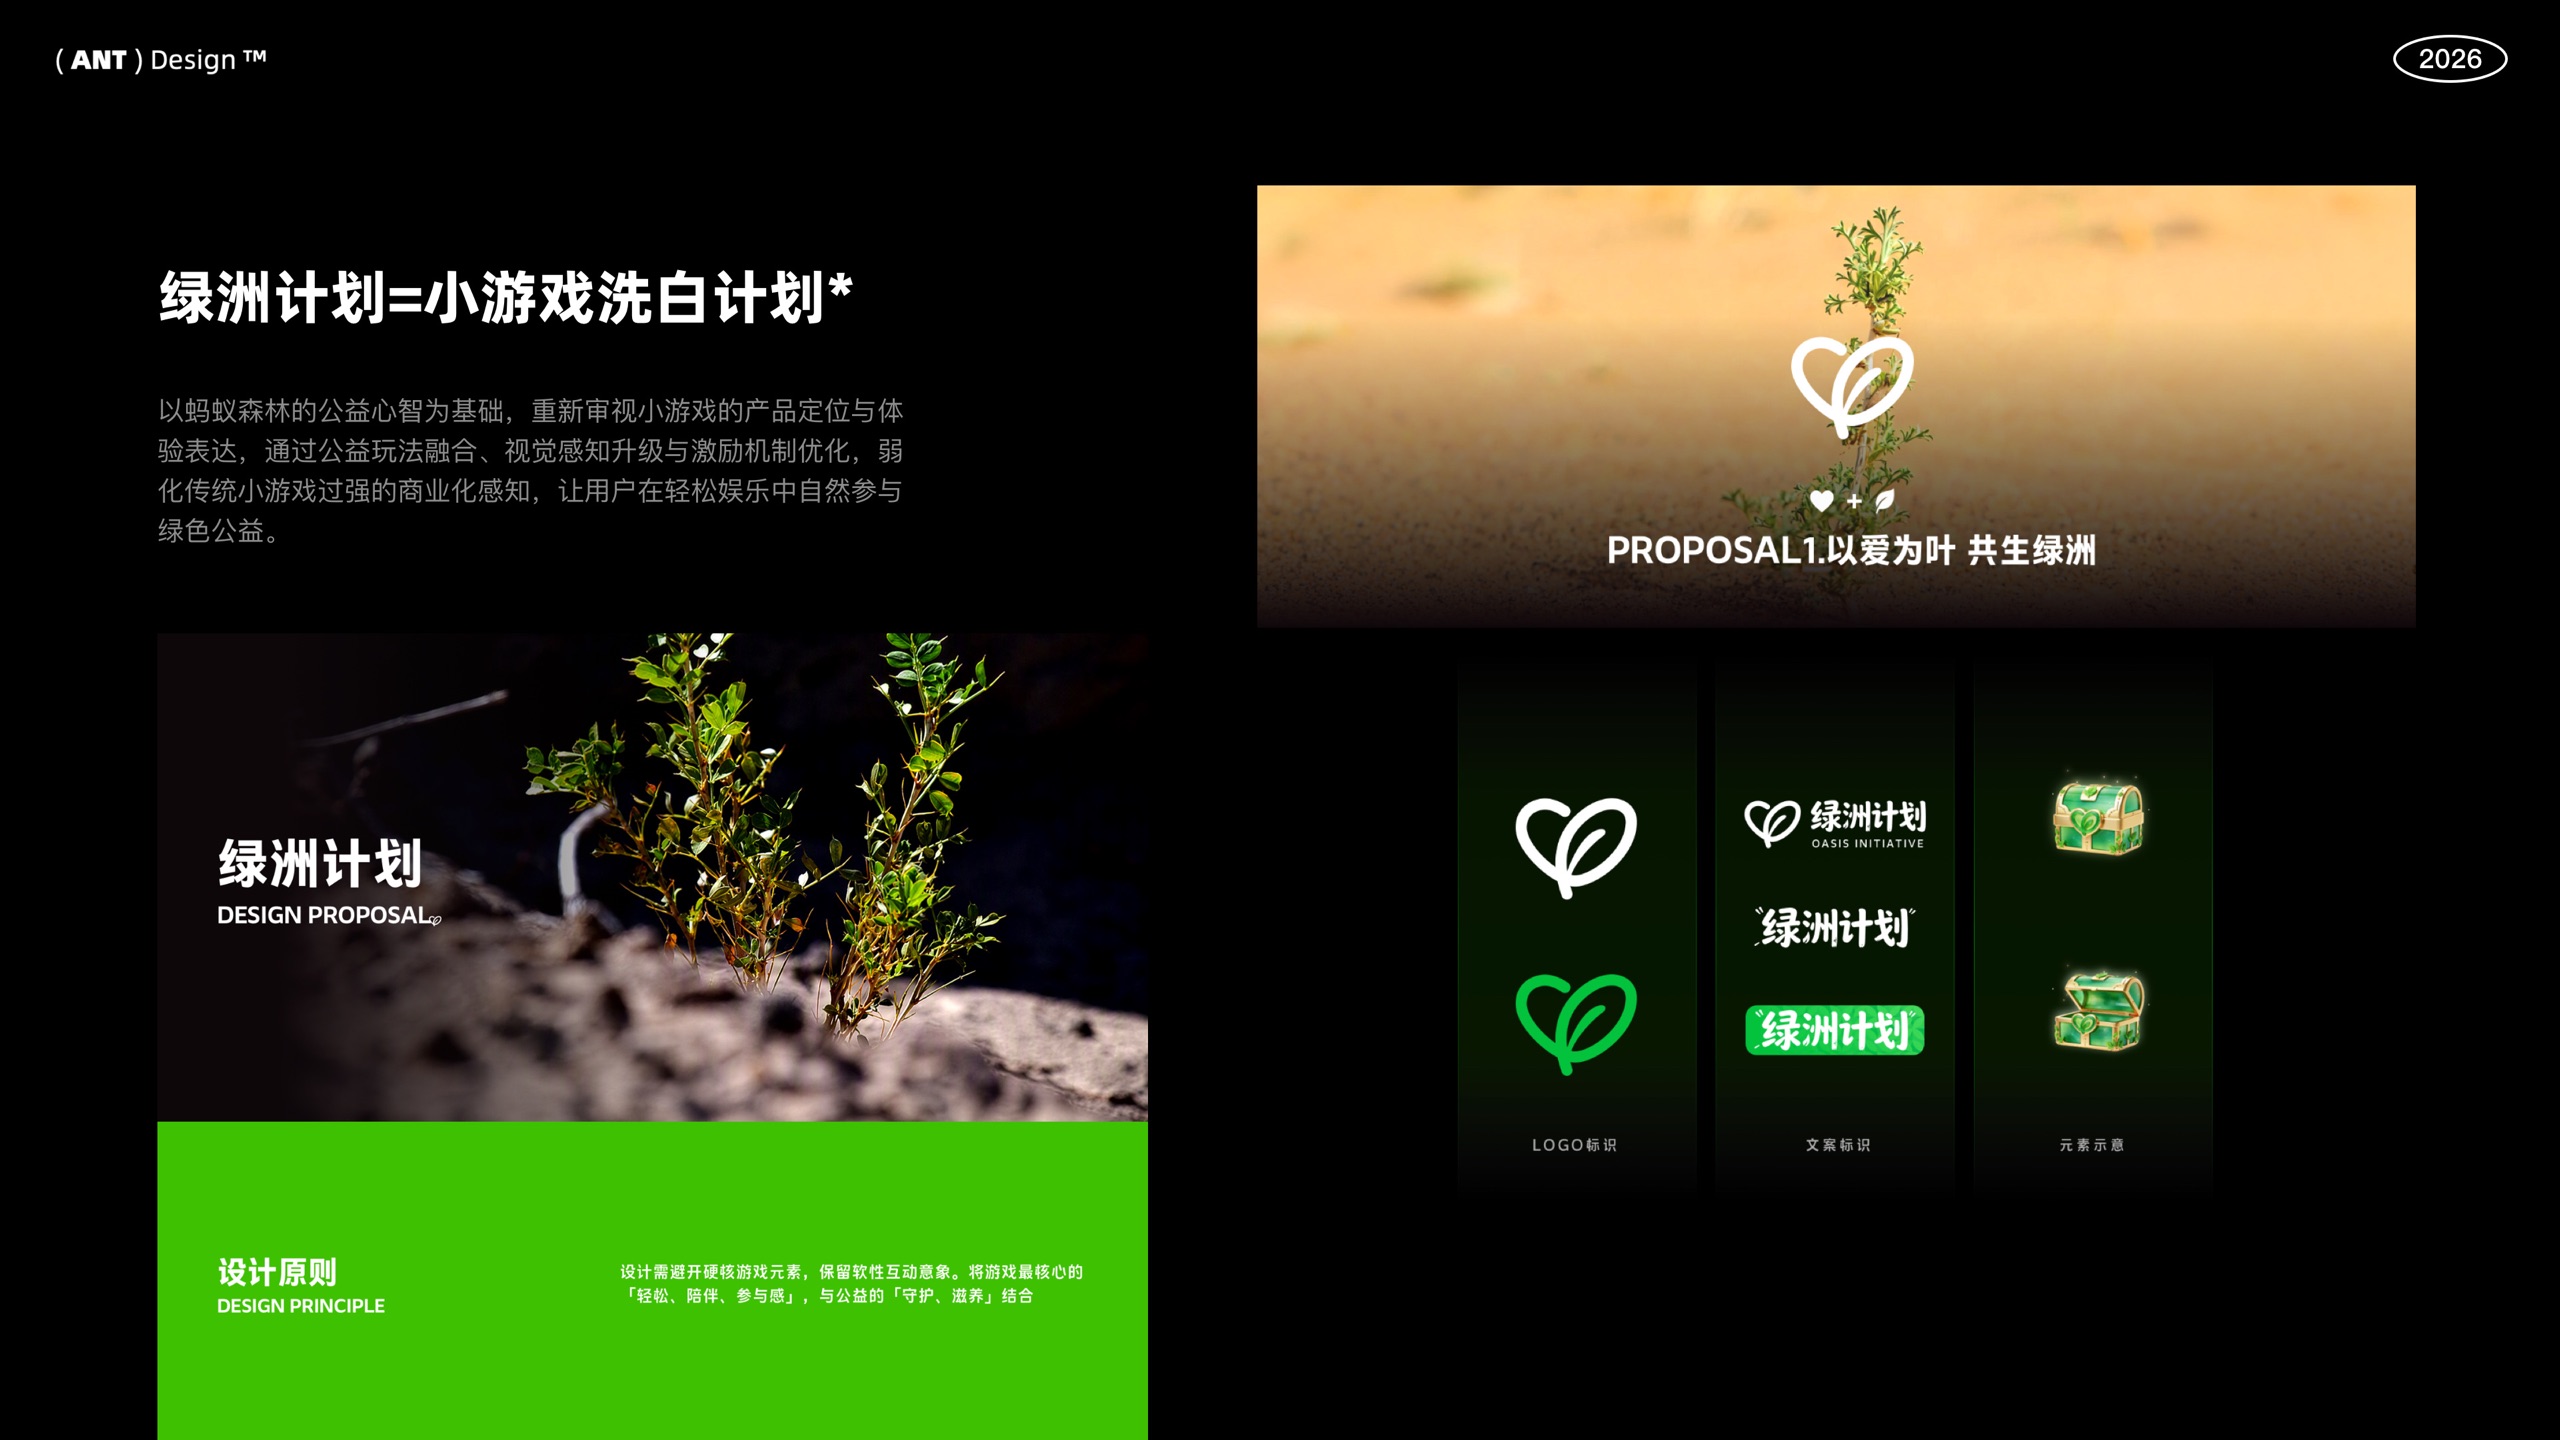 ( ANT ) Design ™
2026
绿洲计划=小游戏洗白计划*
以蚂蚁森林的公益心智为基础，重新审视小游戏的产品定位与体
验表达，通过公益玩法融合、视觉感知升级与激励机制优化，弱
化传统小游戏过强的商业化感知，让用户在轻松娱乐中自然参与
绿色公益。
绿洲计划
DESIGN PROPOSAL
设计原则
DESIGN PRINCIPLE
设计需避开硬核游戏元素，保留软性互动意象。将游戏最核心的
「轻松、陪伴、参与感」，与公益的「守护、滋养」结合
+
PROPOSAL1.以爱为叶 共生绿洲
绿洲计划
OASIS INITIATIVE
绿洲计划
绿洲计划
LOGO标识
文案标识
元素示意